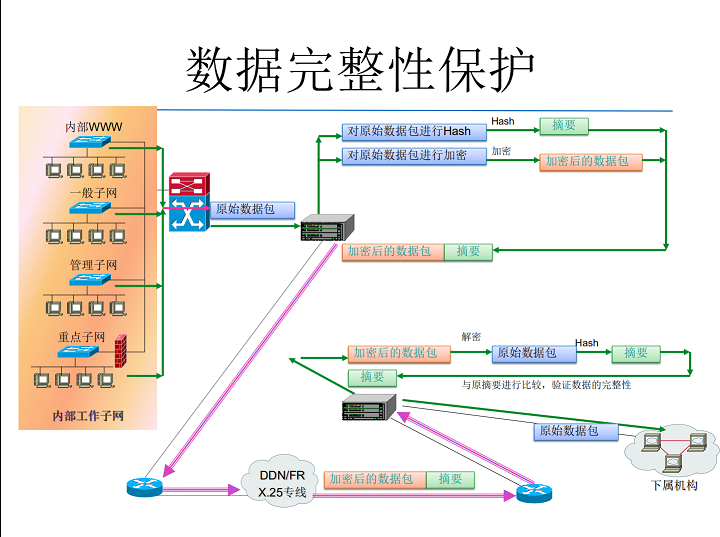 数据完整性保护
内部WWW
一般子网
管理子网
重点子网
内部工作子网
原始数据包
对原始数据包进行Hash
Hash
摘要
对原始数据包进行加密
加密
加密后的数据包
加密后的数据包
摘要
解密
加密后的数据包
原始数据包
Hash
摘要
摘要
与原摘要进行比较，验证数据的完整性
原始数据包
下属机构
DDN/FR
X.25专线
加密后的数据包
摘要